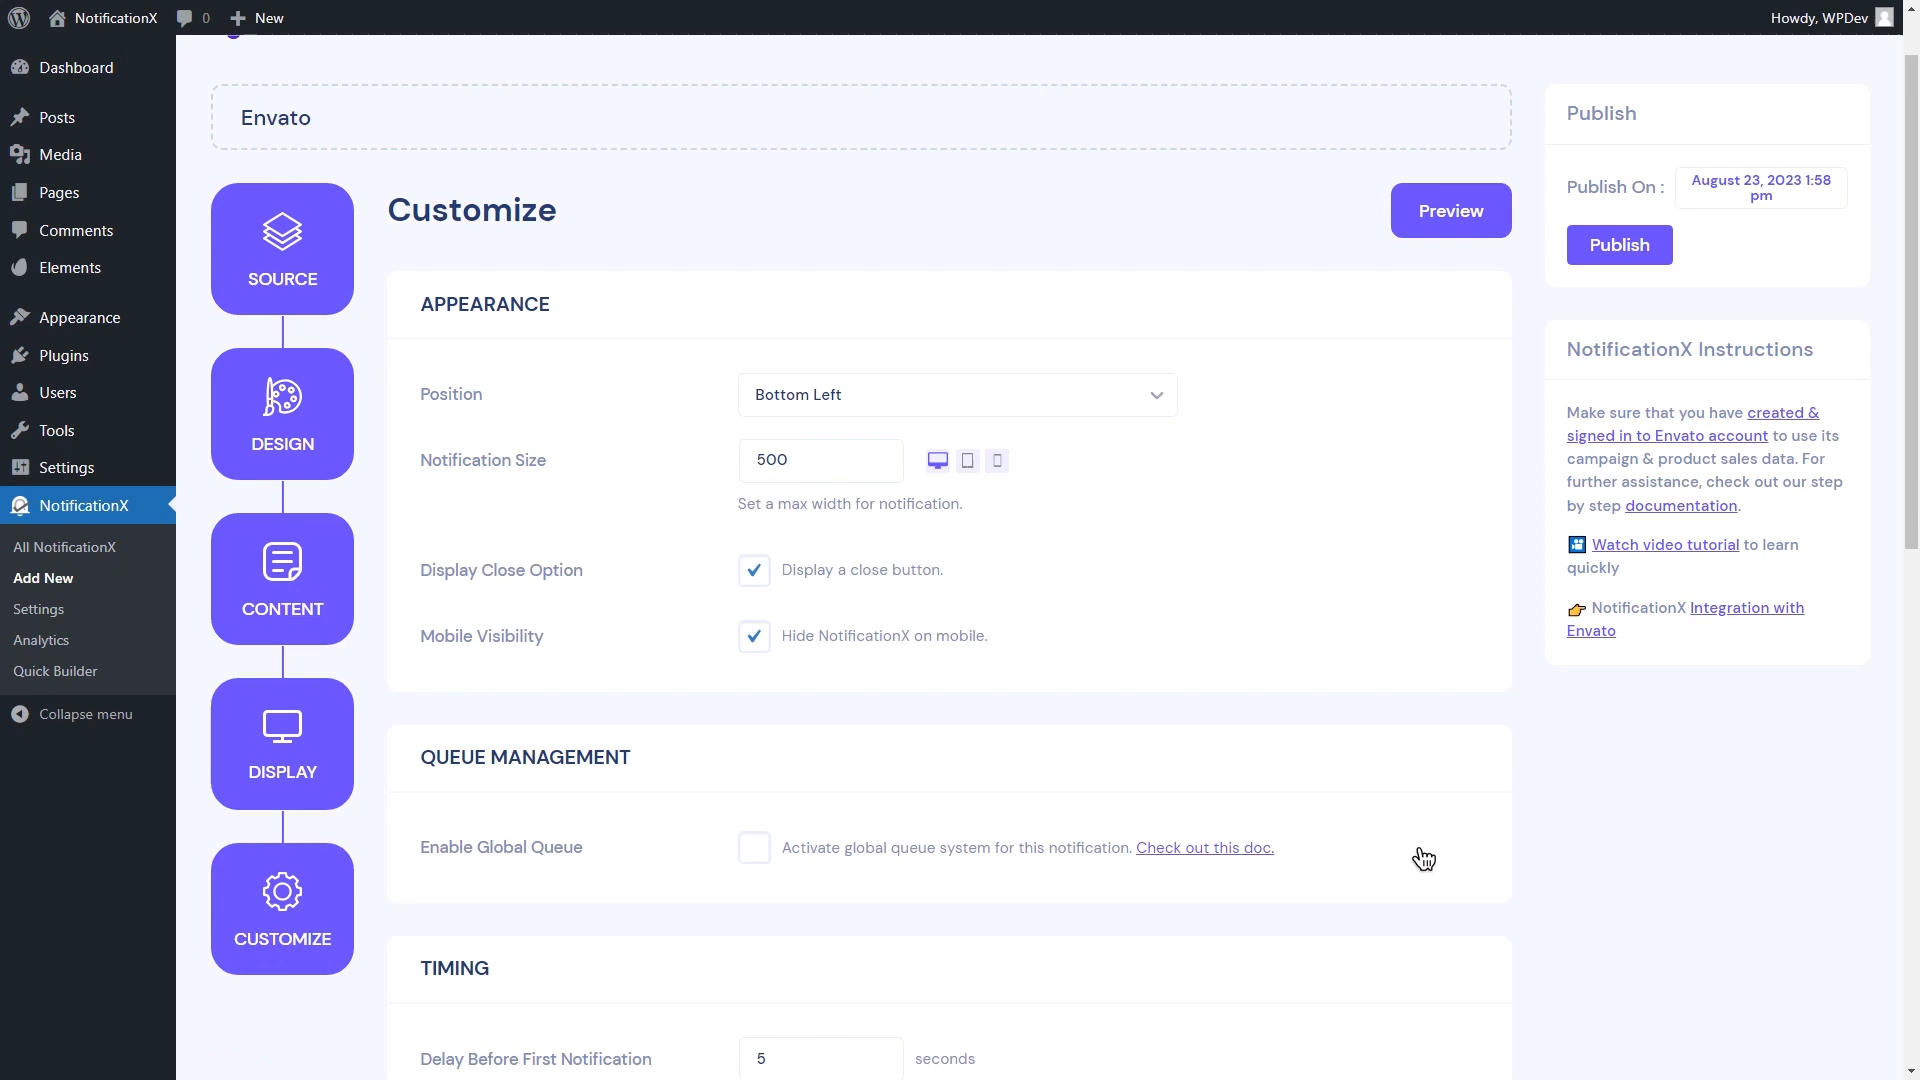 NotificationX
0
New
Howdy, WPDev
Dashboard
Posts
Media
Pages
Comments
Elements
Appearance
Plugins
Users
Tools
Settings
NotificationX
All NotificationX
Add New
Settings
Analytics
Quick Builder
Collapse menu
Envato
SOURCE
DESIGN
CONTENT
DISPLAY
CUSTOMIZE
Customize
Preview
APPEARANCE
Position
Bottom Left
Notification Size
500
Set a max width for notification.
Display Close Option
Display a close button.
Mobile Visibility
Hide NotificationX on mobile.
QUEUE MANAGEMENT
Enable Global Queue
Activate global queue system for this notification. Check out this doc.
TIMING
Delay Before First Notification
5
seconds
Publish
Publish On :
August 23, 2023 1:58
pm
Publish
NotificationX Instructions
Make sure that you have created &
signed in to Envato account to use its
campaign & product sales data. For
further assistance, check out our step
by step documentation.
Watch video tutorial to learn
quickly
NotificationX Integration with
Envato